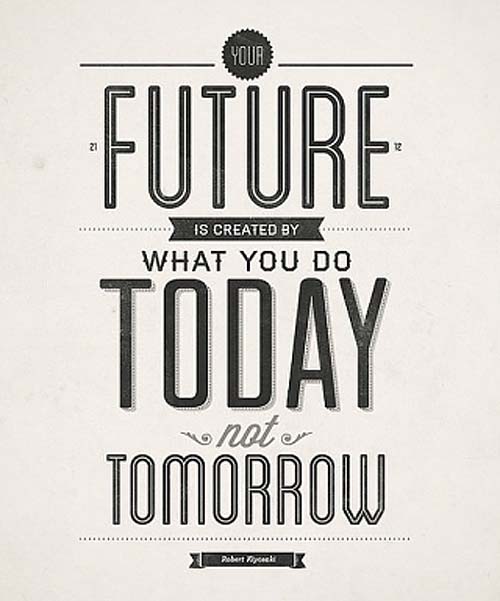 YOUR
21 FUTURE 12
IS CREATED BY
WHAT YOU DO
TODAY
not
TOMORROW
Robert Kiyosaki